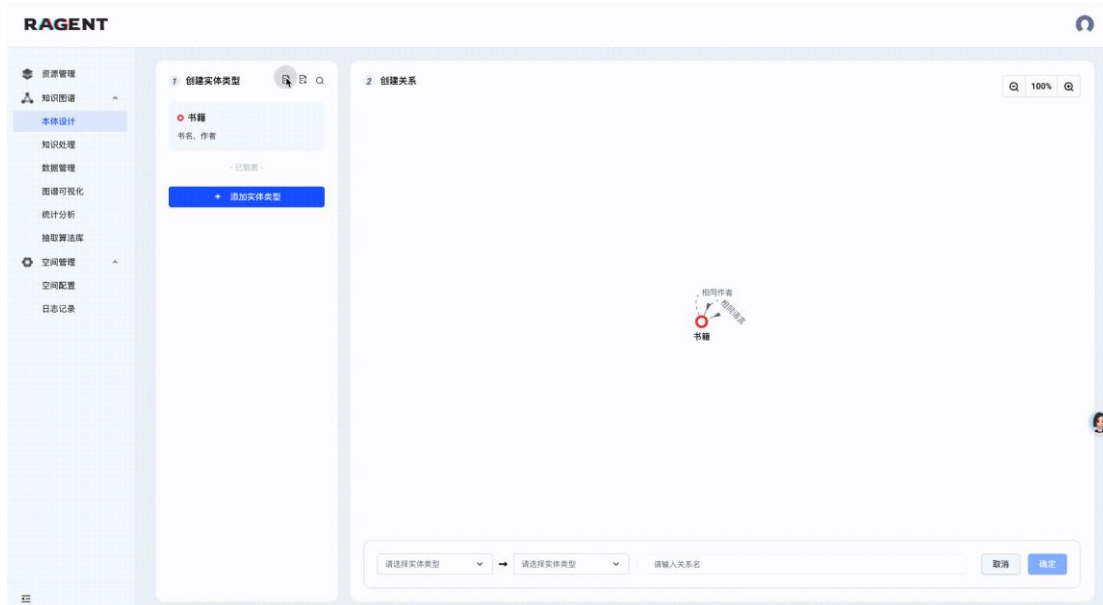 RAGENT
资源管理
知识图谱
本体设计
知识处理
数据管理
图谱可视化
统计分析
抽取算法库
空间管理
空间配置
日志记录
1 创建实体类型
书籍
书名、作者
- 已到底 -
+ 添加实体类型
2 创建关系
100%
相同作者
相同语言
书籍
请选择实体类型
请选择实体类型
请输入关系名
取消
确定